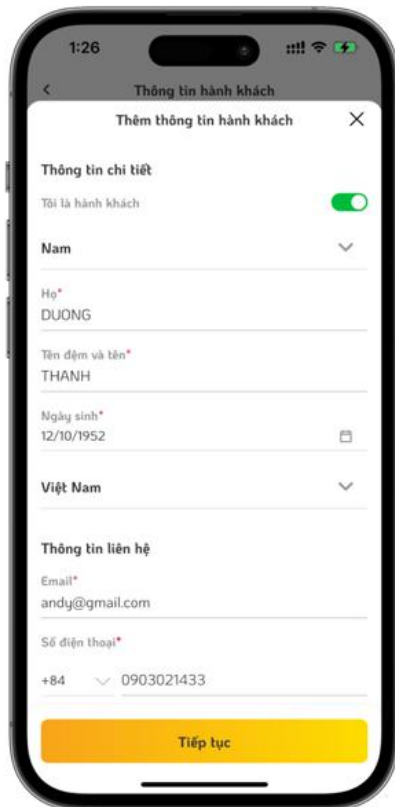 1:26
Thông tin hành khách
Thêm thông tin hành khách
Thông tin chi tiết
Tôi là hành khách
Nam
Họ*
DUONG
Tên đệm và tên*
THANH
Ngày sinh*
12/10/1952
Việt Nam
Thông tin liên hệ
Email*
andy@gmail.com
Số điện thoại*
+84 0903021433
Tiếp tục